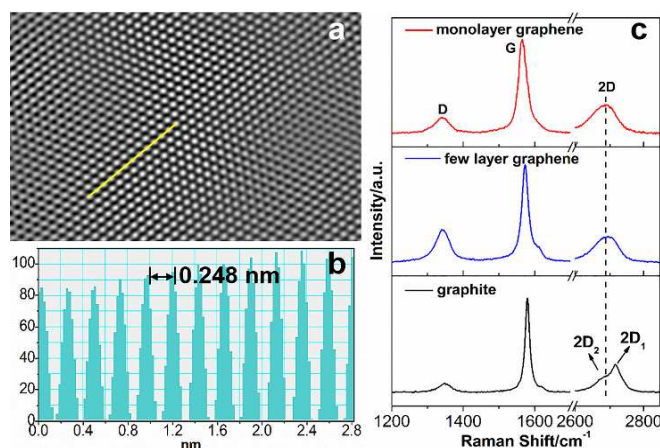 a
b
100
80
60
40
20
0
0.248 nm
0.0 0.4 0.8 1.2 1.6 2.0 2.4 2.8
nm
c
monolayer graphene
G
D
2D
few layer graphene
graphite
2D2
2D1
Intensity/a.u.
1200 1400 1600 2600 2700 2800
Raman Shift/cm-1